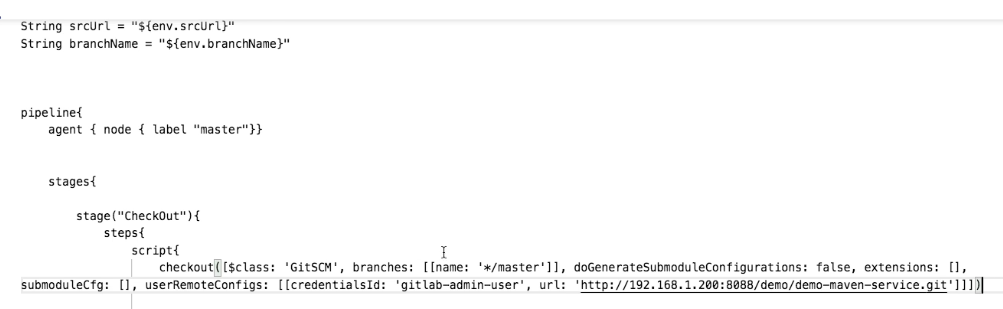 String srcUrl = "${env.srcUrl}"
String branchName = "${env.branchName}"
pipeline{
agent { node { label "master"}}
stages{
stage("CheckOut"){
steps{
script{
checkout([$class: 'GitSCM', branches: [[name: '*/master']], doGenerateSubmoduleConfigurations: false, extensions: [],
submoduleCfg: [], userRemoteConfigs: [[credentialsId: 'gitlab-admin-user', url: 'http://192.168.1.200:8088/demo/demo-maven-service.git']]])